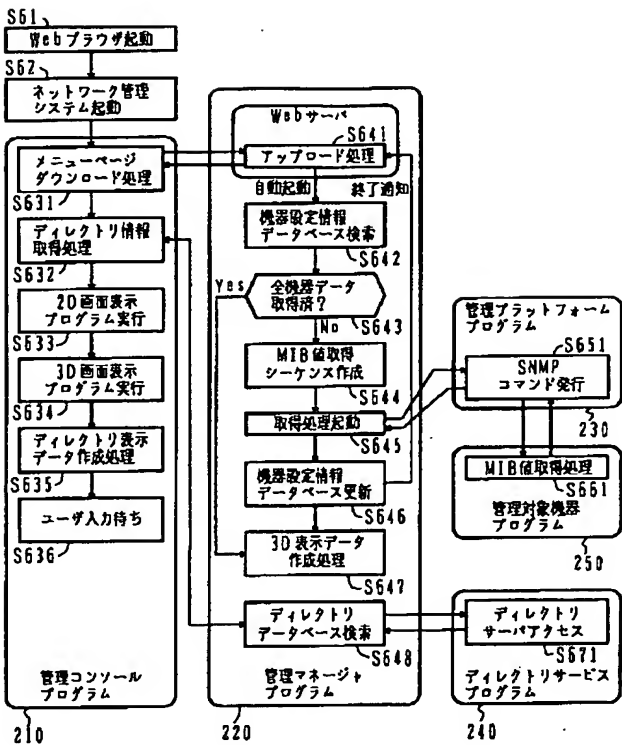 S61
Webブラウザ起動
S62
ネットワーク管理
システム起動
メニューページ
ダウンロード処理
S631
ディレクトリ情報
取得処理
S632
2D画面表示
プログラム実行
S633
3D画面表示
プログラム実行
S634
ディレクトリ表示
データ作成処理
S635
ユーザ入力待ち
S636
管理コンソール
プログラム
210
Webサーバ
S641
アップロード処理
自動起動
終了通知
機器設定情報
データベース検索
S642
Yes
全機器データ
取得済?
S643
No
MIB値取得
シーケンス作成
S644
取得処理起動
S645
機器設定情報
データベース更新
S646
3D表示データ
作成処理
S647
ディレクトリ
データベース検索
S648
管理マネージャ
プログラム
220
管理プラットフォーム
プログラム
S651
SNMP
コマンド発行
230
MIB値取得処理
S661
管理対象機器
プログラム
250
ディレクトリ
サーバアクセス
S671
ディレクトリサービス
プログラム
240